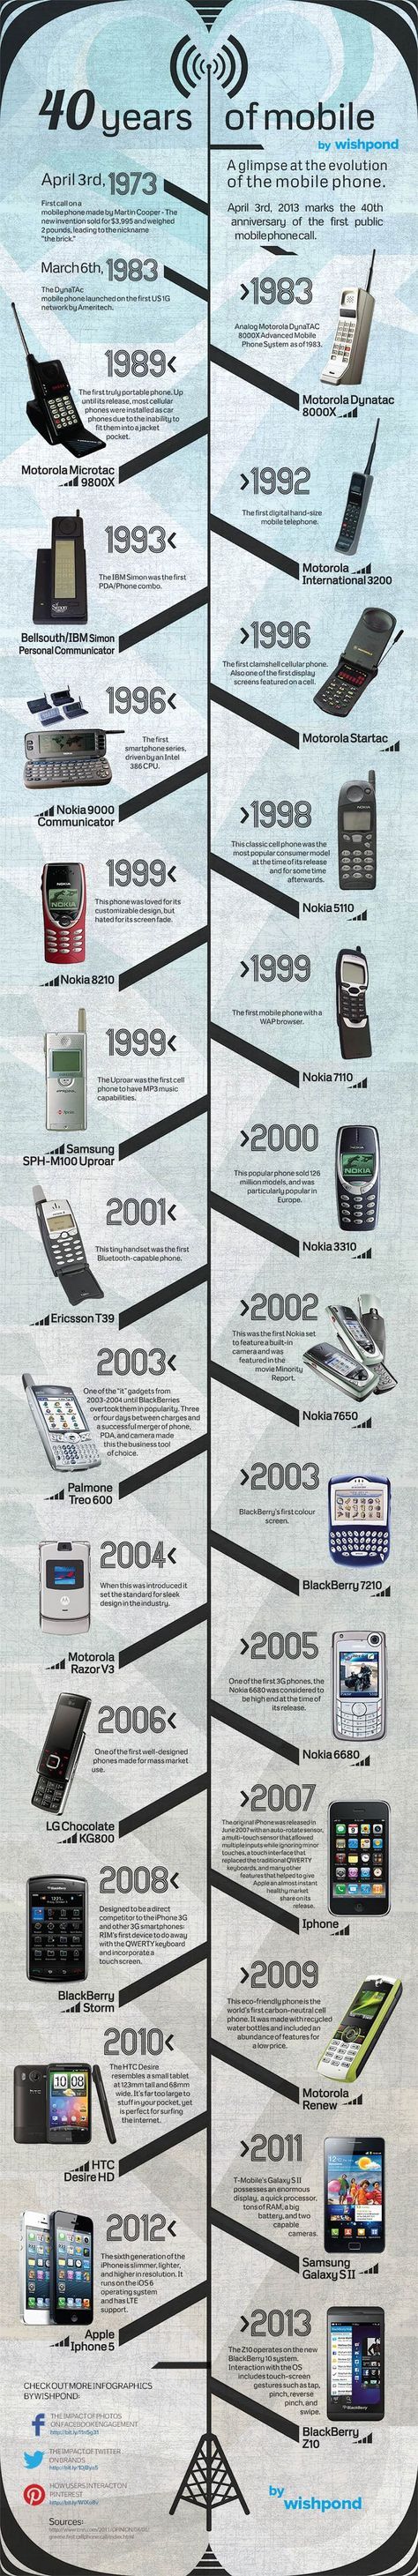 40 years of mobile
by wishpond
A glimpse at the evolution
of the mobile phone.
April 3rd, 2013 marks the 40th
anniversary of the first public
mobile phone call.
April 3rd, 1973
First call on a
mobile phone made by Martin Cooper - The
new invention sold for $3,995 and weighed
2 pounds, leading to the nickname
"the brick."
March 6th, 1983
The DynaTAc
mobile phone launched on the first US 1G
network by Ameritech.
>1983
Analog Motorola DynaTAC
8000X Advanced Mobile
Phone System as of 1983.
Motorola Dynatac
8000X
1989<
The first truly portable phone. Up
until its release, most cellular
phones were installed as car
phones due to the inability to
fit them into a jacket
pocket.
Motorola Microtac
9800X
>1992
The first digital hand-size
mobile telephone.
Motorola
International 3200
1993<
The IBM Simon was the first
PDA/Phone combo.
Simon
Bellsouth/IBM Simon
Personal Communicator
>1996
The first clamshell cellular phone.
Also one of the first display
screens featured on a cell.
Motorola Startac
1996<
The first
smartphone series,
driven by an Intel
386 CPU.
Nokia 9000
Communicator
>1998
This classic cell phone was the
most popular consumer model
at the time of its release
and for some time
afterwards.
NOKIA
Nokia 5110
1999<
This phone was loved for its
customizable design, but
hated for its screen fade.
NOKIA
NOKIA
Nokia 8210
>1999
The first mobile phone with a
WAP browser.
Nokia 7110
1999<
The Uproar was the first cell
phone to have MP3 music
capabilities.
Samsung
SPH-M100 Uproar
>2000
This popular phone sold 126
million models, and was
particularly popular in
Europe.
NOKIA
NOKIA
Nokia 3310
2001<
This tiny handset was the first
Bluetooth-capable phone.
Ericsson T39
>2002
This was the first Nokia set
to feature a built-in
camera and was
featured in the
movie Minority
Report.
Nokia 7650
2003<
One of the "it" gadgets from
2003-2004 until BlackBerries
overtook them in popularity. Three
or four days between charges and
a successful merger of phone,
PDA, and camera made
this the business tool
of choice.
Palmone
Treo 600
>2003
BlackBerry's first colour
screen.
BlackBerry 7210
2004<
When this was introduced it
set the standard for sleek
design in the industry.
Motorola
Razor V3
>2005
One of the first 3G phones, the
Nokia 6680 was considered to
be high end at the time of
its release.
Nokia 6680
2006<
One of the first well-designed
phones made for mass market
use.
LG Chocolate
KG800
>2007
The original iPhone was released in
June 2007 with an auto-rotate sensor,
a multi-touch sensor that allowed
multiple inputs while ignoring minor
touches, a touch interface that
replaced the traditional QWERTY
keyboards, and many other
features that helped to give
Apple an almost instant
healthy market
share on its
release.
Iphone
2008<
Designed to be a direct
competitor to the iPhone 3G
and other 3G smartphones;
RIM's first device to do away
with the QWERTY keyboard
and incorporate a
touch screen.
BlackBerry
Storm
>2009
This eco-friendly phone is the
world's first carbon-neutral cell
phone. It was made with recycled
water bottles and included an
abundance of features for
a low price.
Motorola
Renew
2010<
The HTC Desire
resembles a small tablet
at 123mm tall and 68mm
wide. It's far too large to
stuff in your pocket, yet
is perfect for surfing
the internet.
10 08
HTC
Desire HD
>2011
T-Mobile's Galaxy S II
possesses an enormous
display, a quick processor,
tons of RAM, a big
battery, and two
capable
cameras.
Samsung
Galaxy S II
2012<
The sixth generation of the
iPhone is slimmer, lighter,
and higher in resolution. It
runs on the iOS 6
operating system
and has LTE
support.
Apple
Iphone 5
>2013
The Z10 operates on the new
BlackBerry 10 system.
Interaction with the OS
includes touch-screen
gestures such as tap,
pinch, reverse
pinch, and
swipe.
BlackBerry
Z10
CHECK OUT MORE INFOGRAPHICS
BY WISHPOND:
THE IMPACT OF PHOTOS
ON FACEBOOK ENGAGEMENT
THE IMPACT OF TWITTER
ON BRANDS
HOW USERS INTERACT ON
PINTEREST
Sources:
by
wishpond